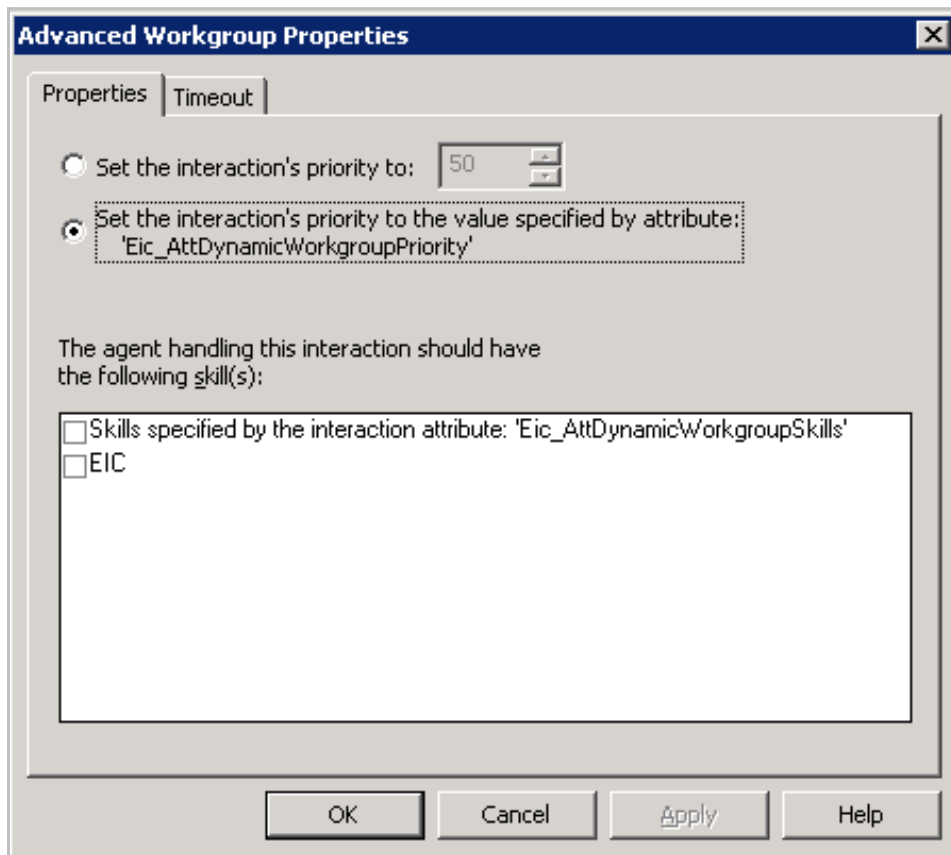 Advanced Workgroup Properties
Properties Timeout
Set the interaction's priority to: 50
Set the interaction's priority to the value specified by attribute:
'Eic_AttDynamicWorkgroupPriority'
The agent handling this interaction should have
the following skill(s):
Skills specified by the interaction attribute: 'Eic_AttDynamicWorkgroupSkills'
EIC
OK Cancel Apply Help